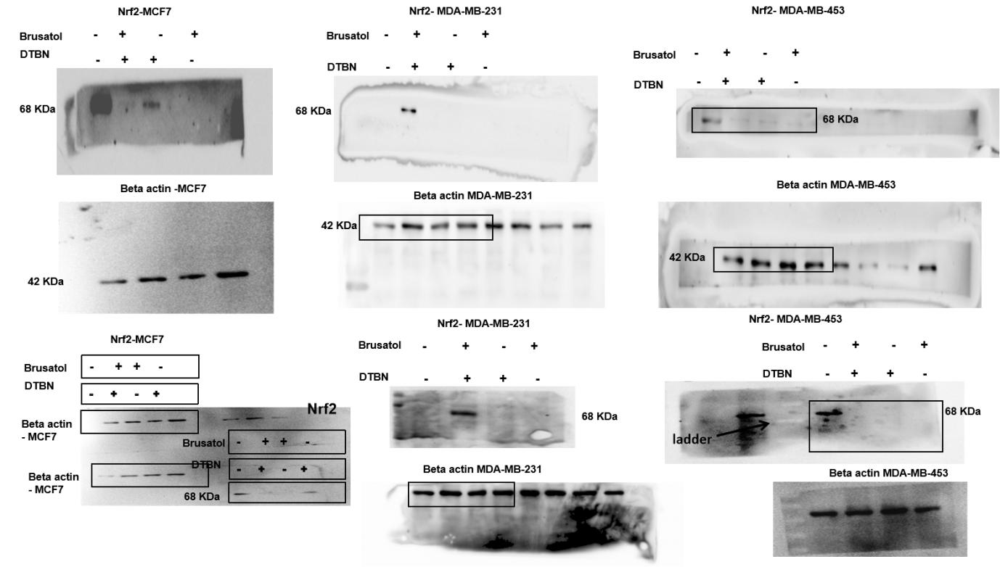 Nrf2-MCF7
Brusatol - + - +
DTBN - + + -
68 KDa
Beta actin -MCF7
42 KDa
Nrf2-MCF7
Brusatol - + + -
DTBN - + - +
Nrf2
Beta actin
- MCF7
Brusatol - + + -
DTBN - + - +
Beta actin
- MCF7
68 KDa
Nrf2- MDA-MB-231
Brusatol - + - +
DTBN - + + -
68 KDa
Beta actin MDA-MB-231
42 KDa
Nrf2- MDA-MB-231
Brusatol - + - +
DTBN - + + -
68 KDa
Beta actin MDA-MB-231
Nrf2- MDA-MB-453
Brusatol - + - +
DTBN - + + -
68 KDa
Beta actin MDA-MB-453
42 KDa
Nrf2- MDA-MB-453
Brusatol - + - +
DTBN - + + -
68 KDa
ladder
Beta actin MDA-MB-453